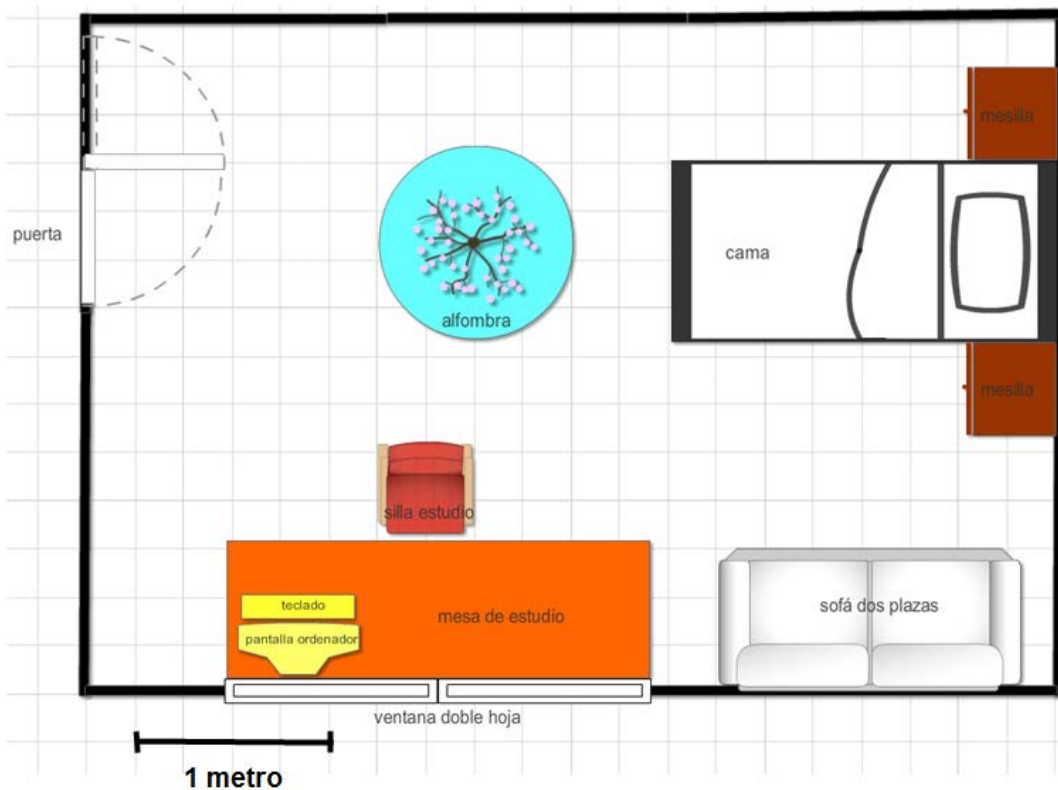 mesilla
puerta
cama
alfombra
mesilla
silla estudio
teclado
sofá dos plazas
mesa de estudio
pantalla ordenador
ventana doble hoja
1 metro